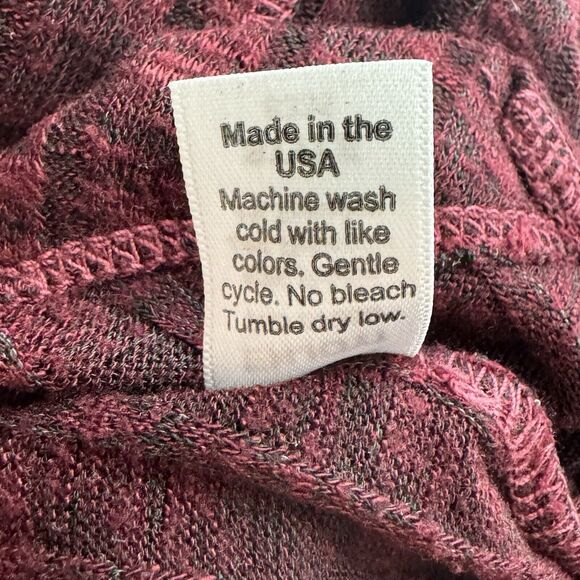 Made in the
USA
Machine wash
cold with like
colors. Gentle
cycle. No bleach
Tumble dry low.